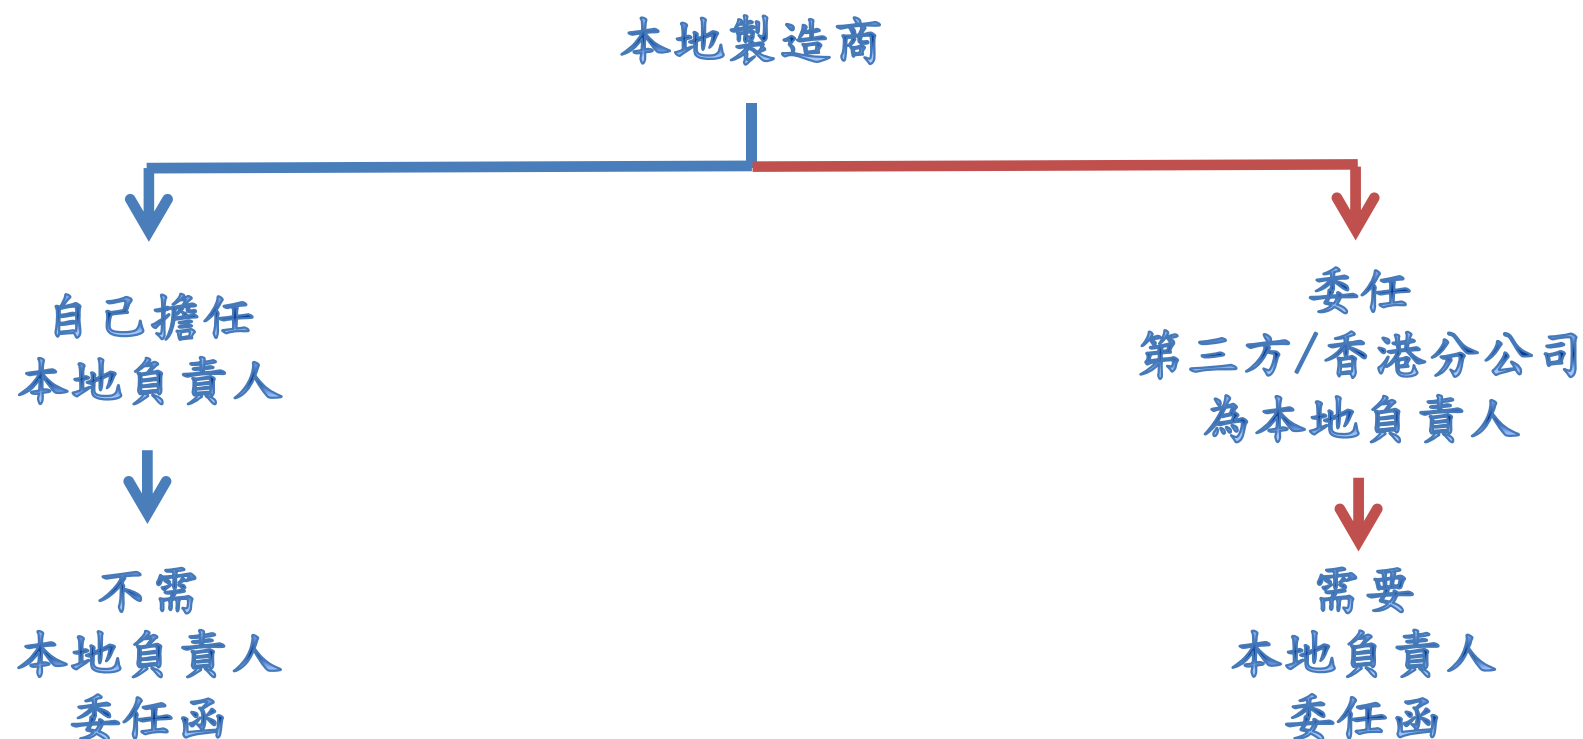 本地製造商
自己擔任
本地負責人
不需
本地負責人
委任函
委任
第三方/香港分公司
為本地負責人
需要
本地負責人
委任函